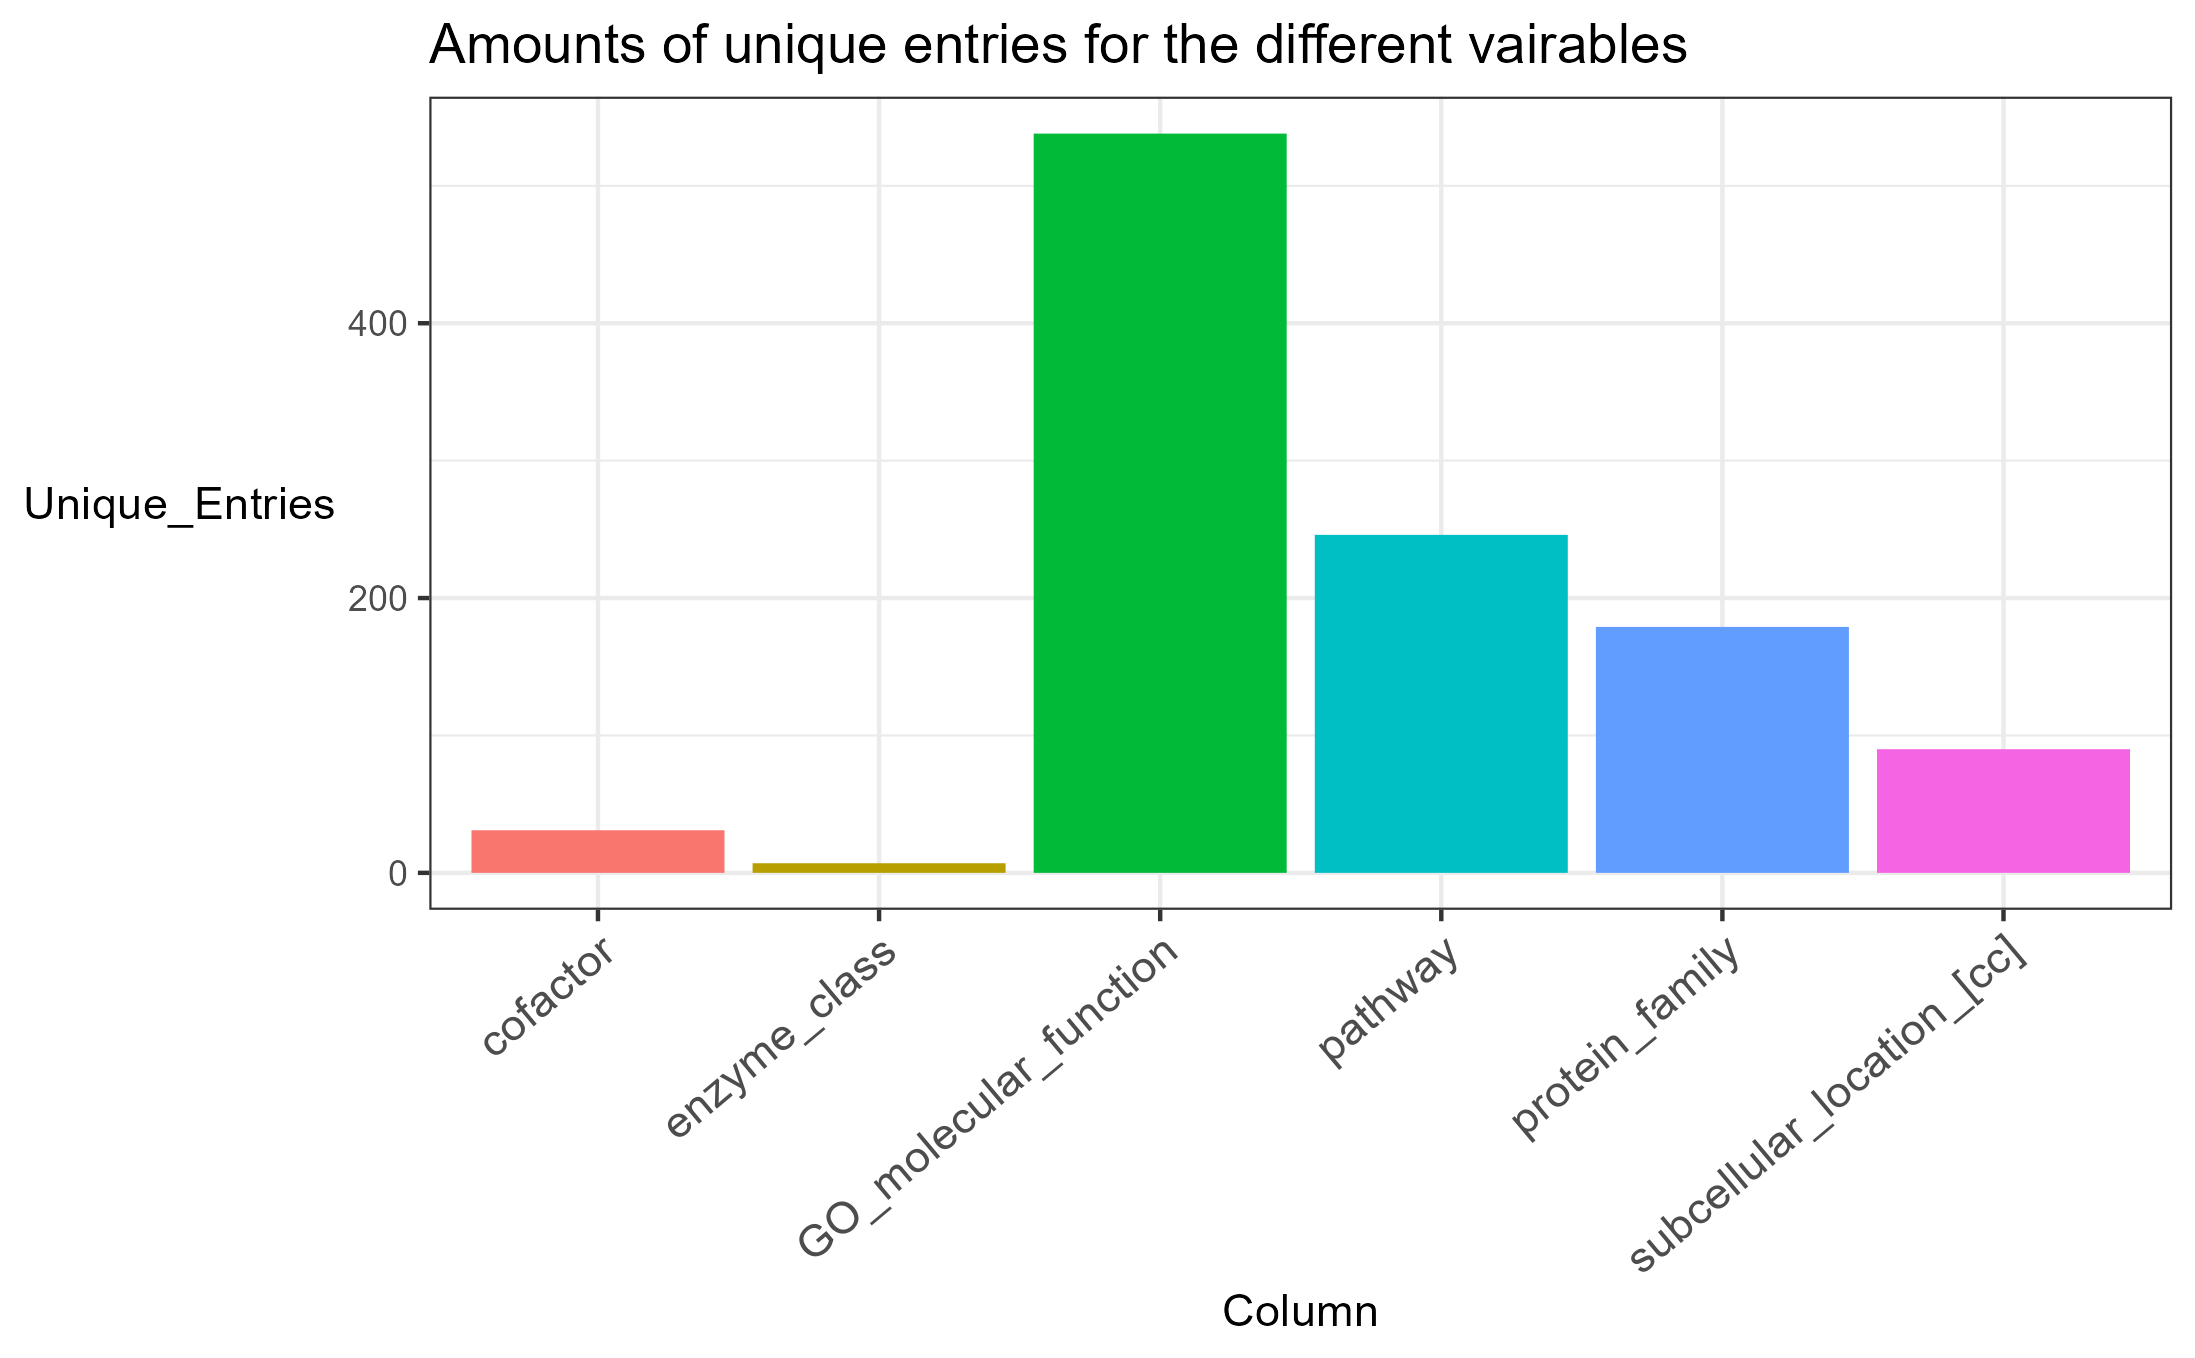 Amounts of unique entries for the different vairables
Unique_Entries
400
200
0
cofactor
enzyme_class
GO_molecular_function
pathway
protein_family
subcellular_location_[cc]
Column